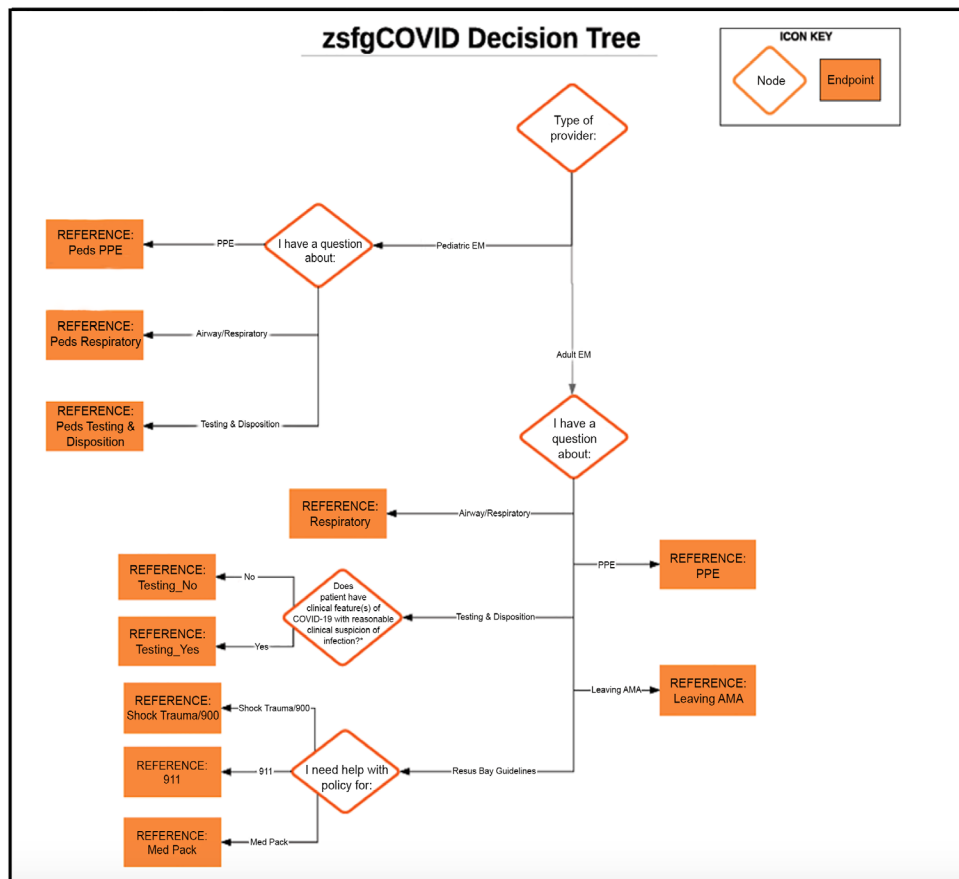 zsfgCOVID Decision Tree
ICON KEY
Node
Endpoint
Type of
provider:
REFERENCE:
Peds PPE
PPE
I have a question
about:
Pediatric EM
REFERENCE:
Peds Respiratory
Airway/Respiratory
Adult EM
REFERENCE:
Peds Testing &
Disposition
Testing & Disposition
I have a
question
about:
REFERENCE:
Respiratory
Airway/Respiratory
PPE
REFERENCE:
PPE
REFERENCE:
Testing_No
No
Does
patient have
clinical feature(s) of
COVID-19 with reasonable
clinical suspicion of
infection?*
Testing & Disposition
REFERENCE:
Testing_Yes
Yes
Leaving AMA
REFERENCE:
Leaving AMA
REFERENCE:
Shock Trauma/900
Shock Trauma/900
REFERENCE:
911
911
I need help with
policy for:
Resus Bay Guidelines
REFERENCE:
Med Pack
Med Pack